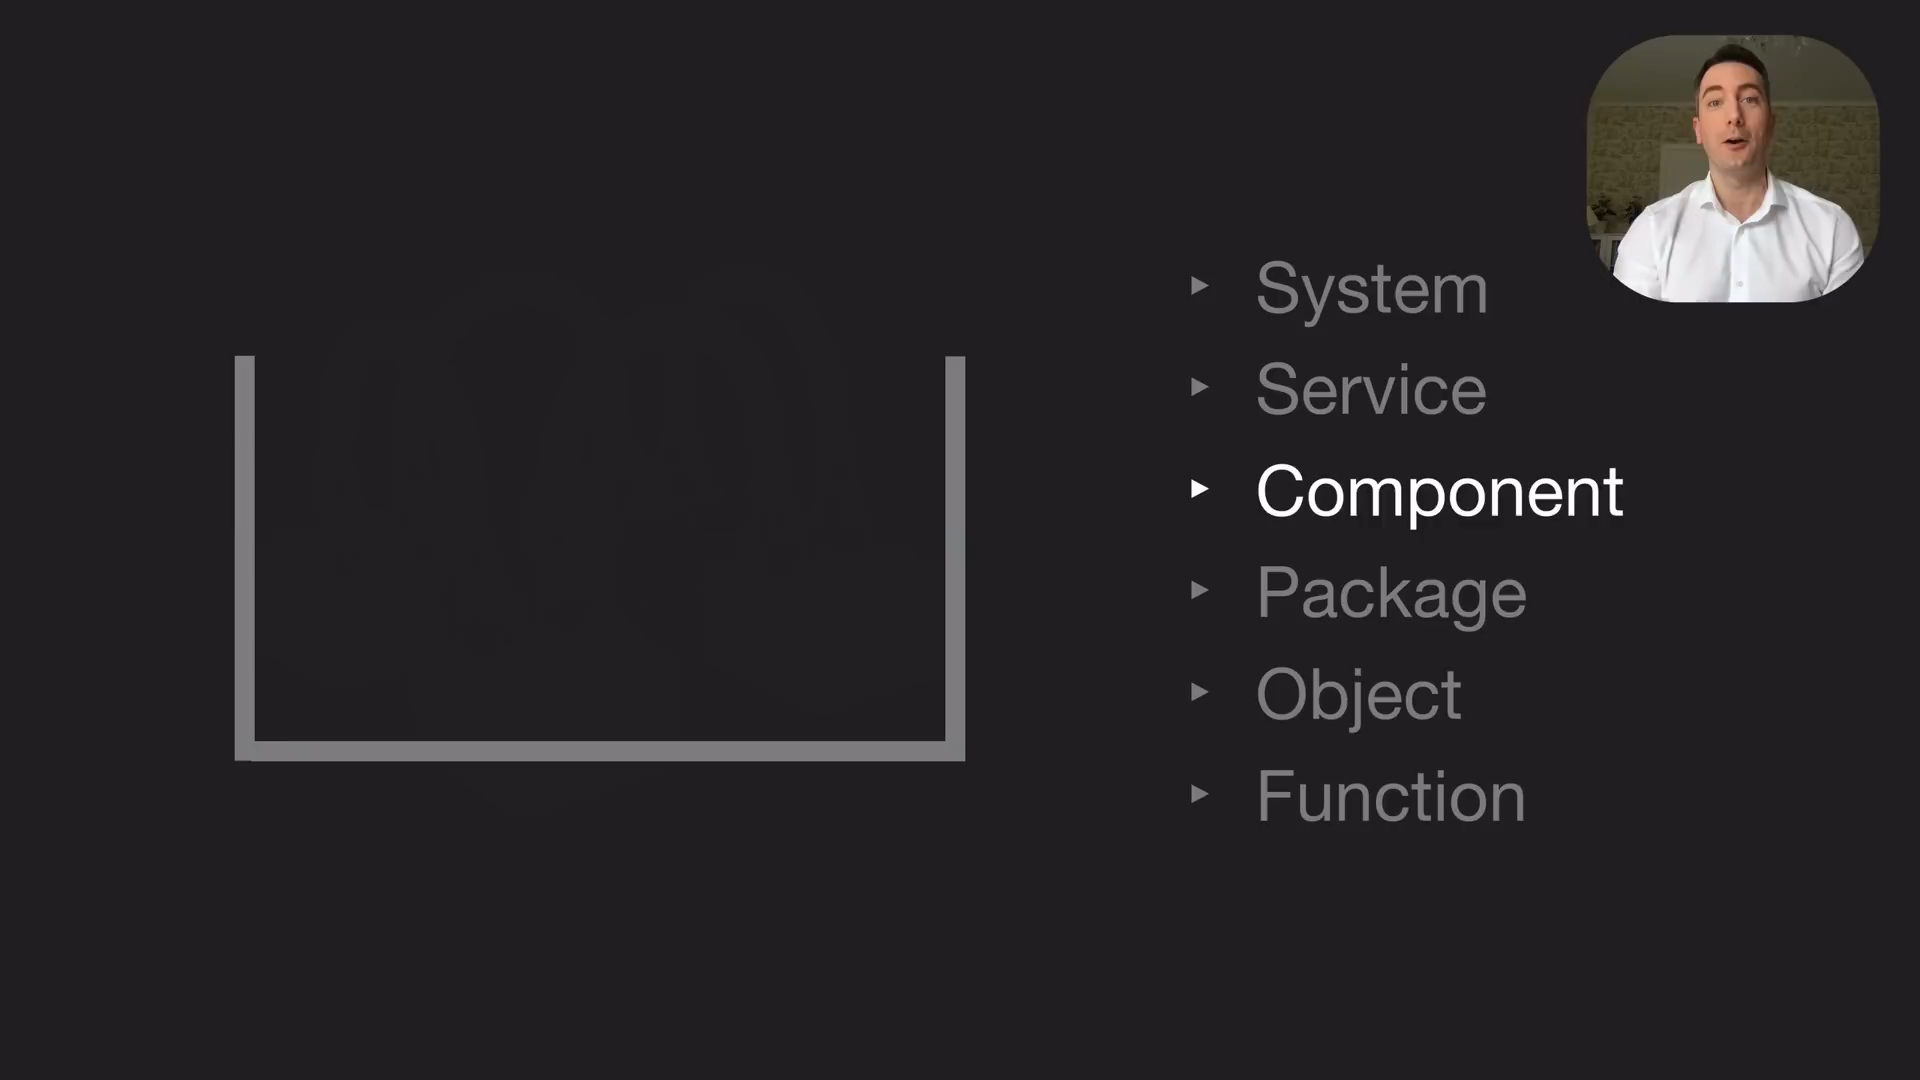 System
Service
Component
Package
Object
Function